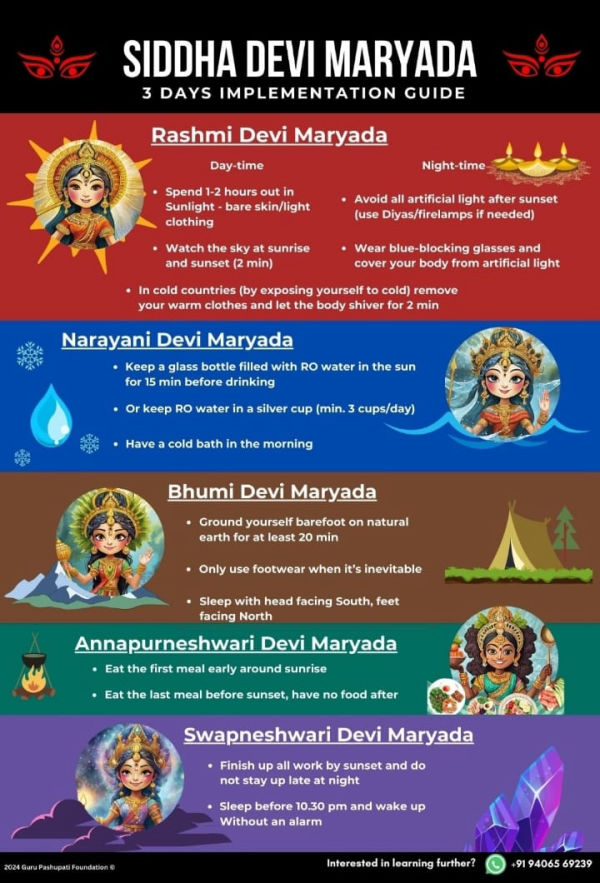 SIDDHA DEVI MARYADA
3 DAYS IMPLEMENTATION GUIDE
Rashmi Devi Maryada
Day-time
• Spend 1-2 hours out in
Sunlight - bare skin/light
clothing
• Watch the sky at sunrise
and sunset (2 min)
Night-time
• Avoid all artificial light after sunset
(use Diyas/firelamps if needed)
• Wear blue-blocking glasses and
cover your body from artificial light
• In cold countries (by exposing yourself to cold) remove
your warm clothes and let the body shiver for 2 min
Narayani Devi Maryada
• Keep a glass bottle filled with RO water in the sun
for 15 min before drinking
• Or keep RO water in a silver cup (min. 3 cups/day)
• Have a cold bath in the morning
Bhumi Devi Maryada
• Ground yourself barefoot on natural
earth for at least 20 min
• Only use footwear when it's inevitable
• Sleep with head facing South, feet
facing North
Annapurneshwari Devi Maryada
• Eat the first meal early around sunrise
• Eat the last meal before sunset, have no food after
Swapneshwari Devi Maryada
• Finish up all work by sunset and do
not stay up late at night
• Sleep before 10.30 pm and wake up
Without an alarm
2024 Guru Pashupati Foundation ©
Interested in learning further? +91 94065 69239